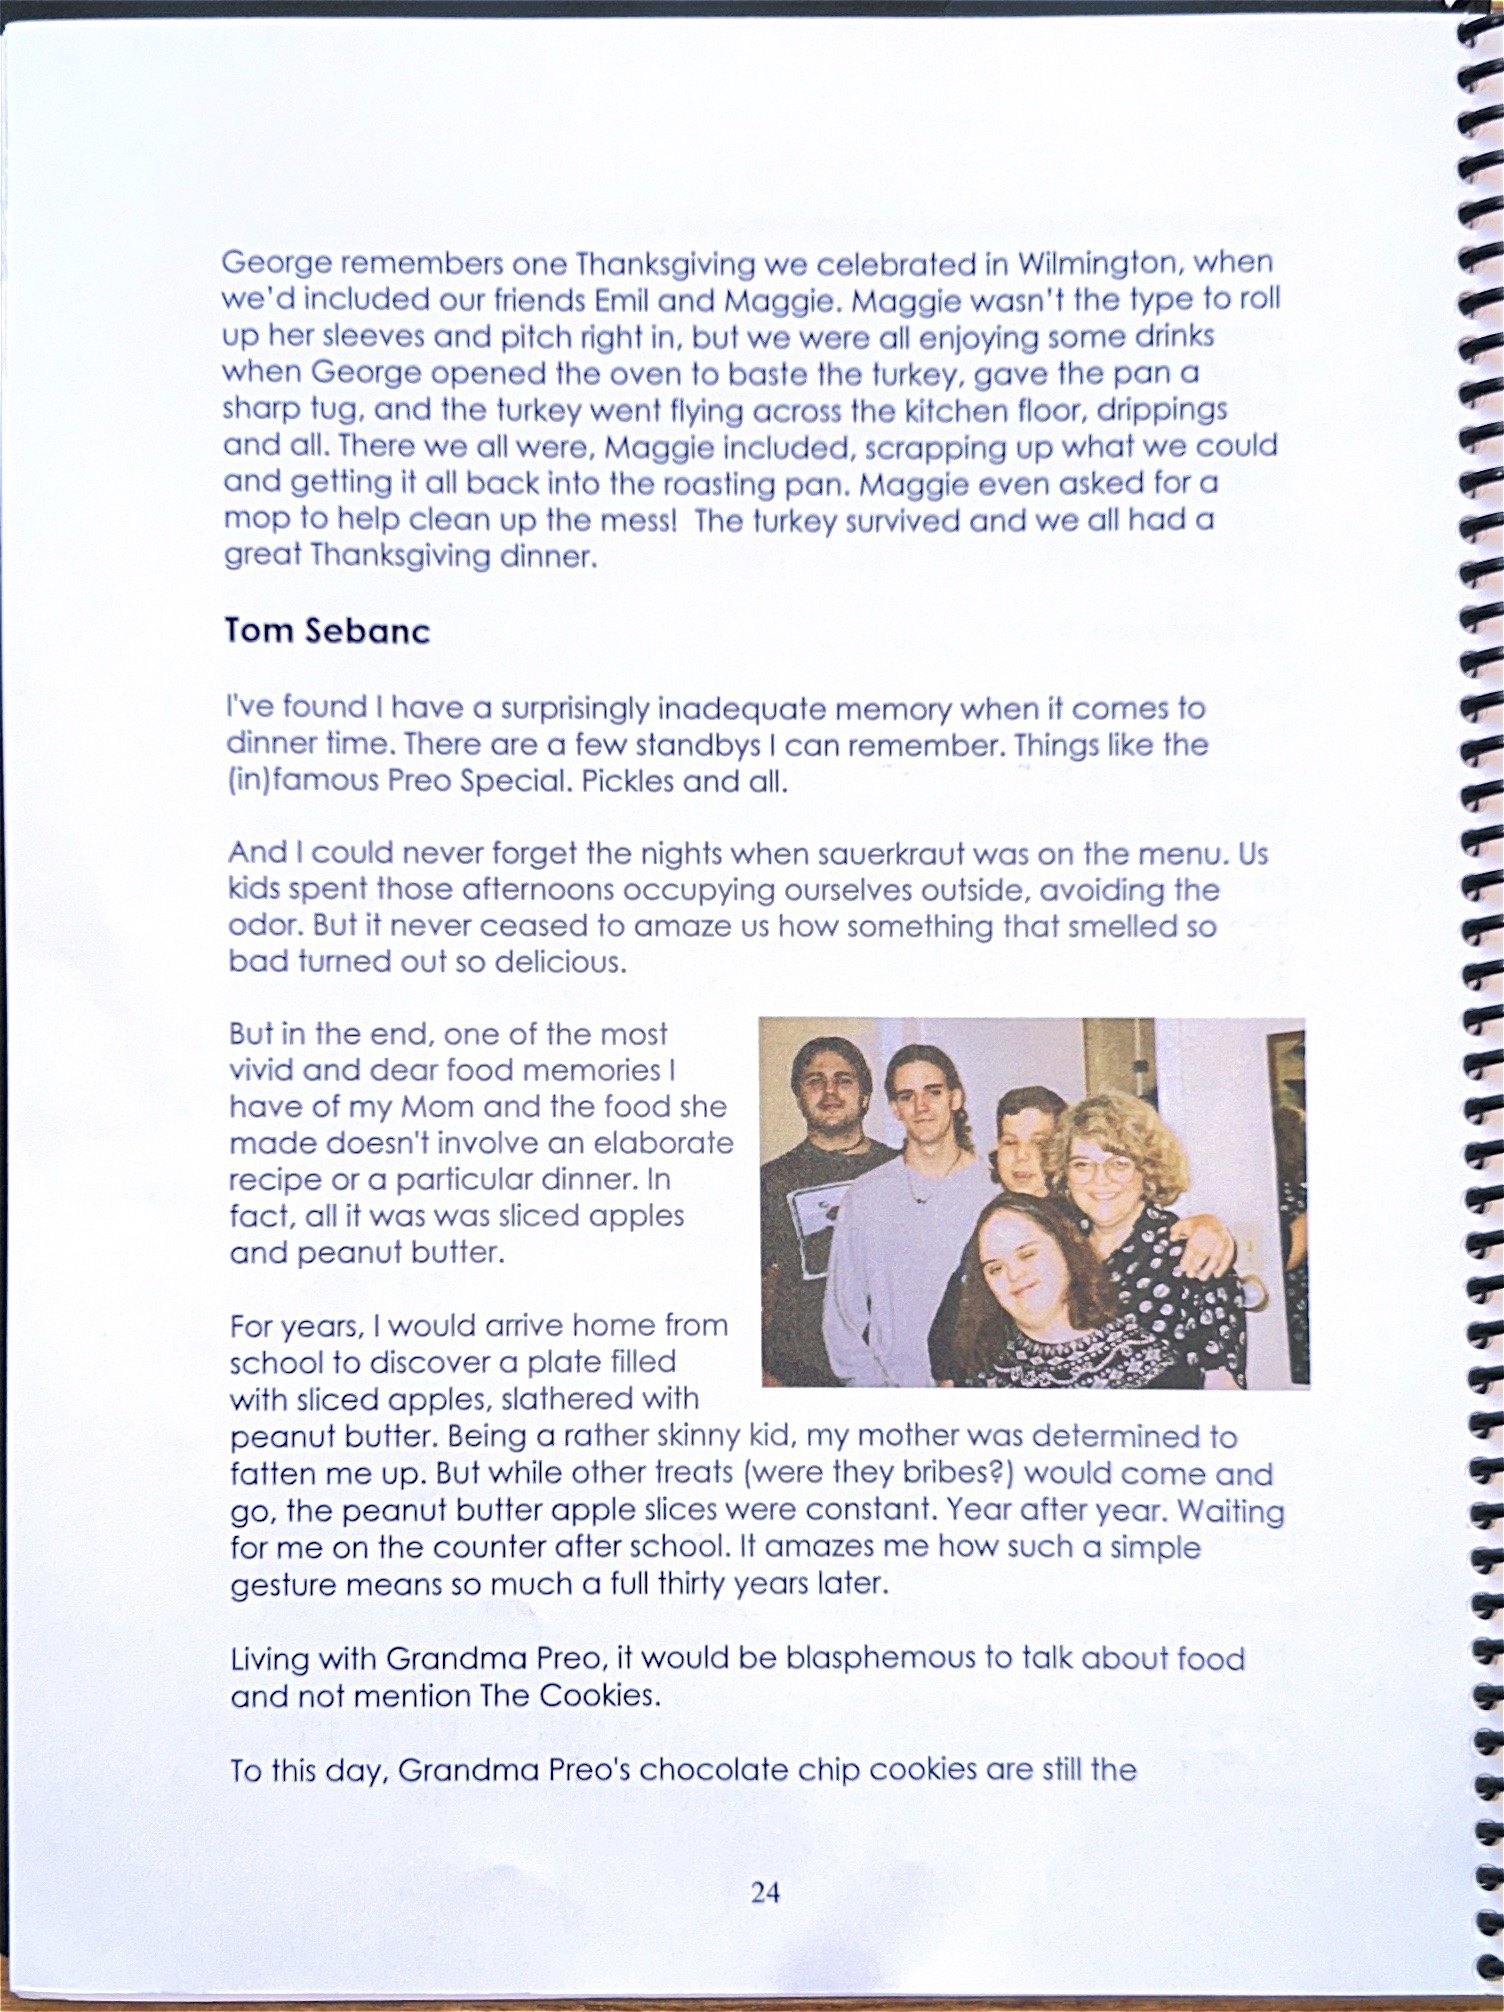 George remembers one Thanksgiving we celebrated in Wilmington, when
we'd included our friends Emil and Maggie. Maggie wasn't the type to roll
up her sleeves and pitch right in, but we were all enjoying some drinks
when George opened the oven to baste the turkey, gave the pan a
sharp tug, and the turkey went flying across the kitchen floor, drippings
and all. There we all were, Maggie included, scrapping up what we could
and getting it all back into the roasting pan. Maggie even asked for a
mop to help clean up the mess!  The turkey survived and we all had a
great Thanksgiving dinner.
Tom Sebanc
I've found I have a surprisingly inadequate memory when it comes to
dinner time. There are a few standbys I can remember. Things like the
(in)famous Preo Special. Pickles and all.
And I could never forget the nights when sauerkraut was on the menu. Us
kids spent those afternoons occupying ourselves outside, avoiding the
odor. But it never ceased to amaze us how something that smelled so
bad turned out so delicious.
But in the end, one of the most
vivid and dear food memories I
have of my Mom and the food she
made doesn't involve an elaborate
recipe or a particular dinner. In
fact, all it was was sliced apples
and peanut butter.
For years, I would arrive home from
school to discover a plate filled
with sliced apples, slathered with
peanut butter. Being a rather skinny kid, my mother was determined to
fatten me up. But while other treats (were they bribes?) would come and
go, the peanut butter apple slices were constant. Year after year. Waiting
for me on the counter after school. It amazes me how such a simple
gesture means so much a full thirty years later.
Living with Grandma Preo, it would be blasphemous to talk about food
and not mention The Cookies.
To this day, Grandma Preo's chocolate chip cookies are still the
24